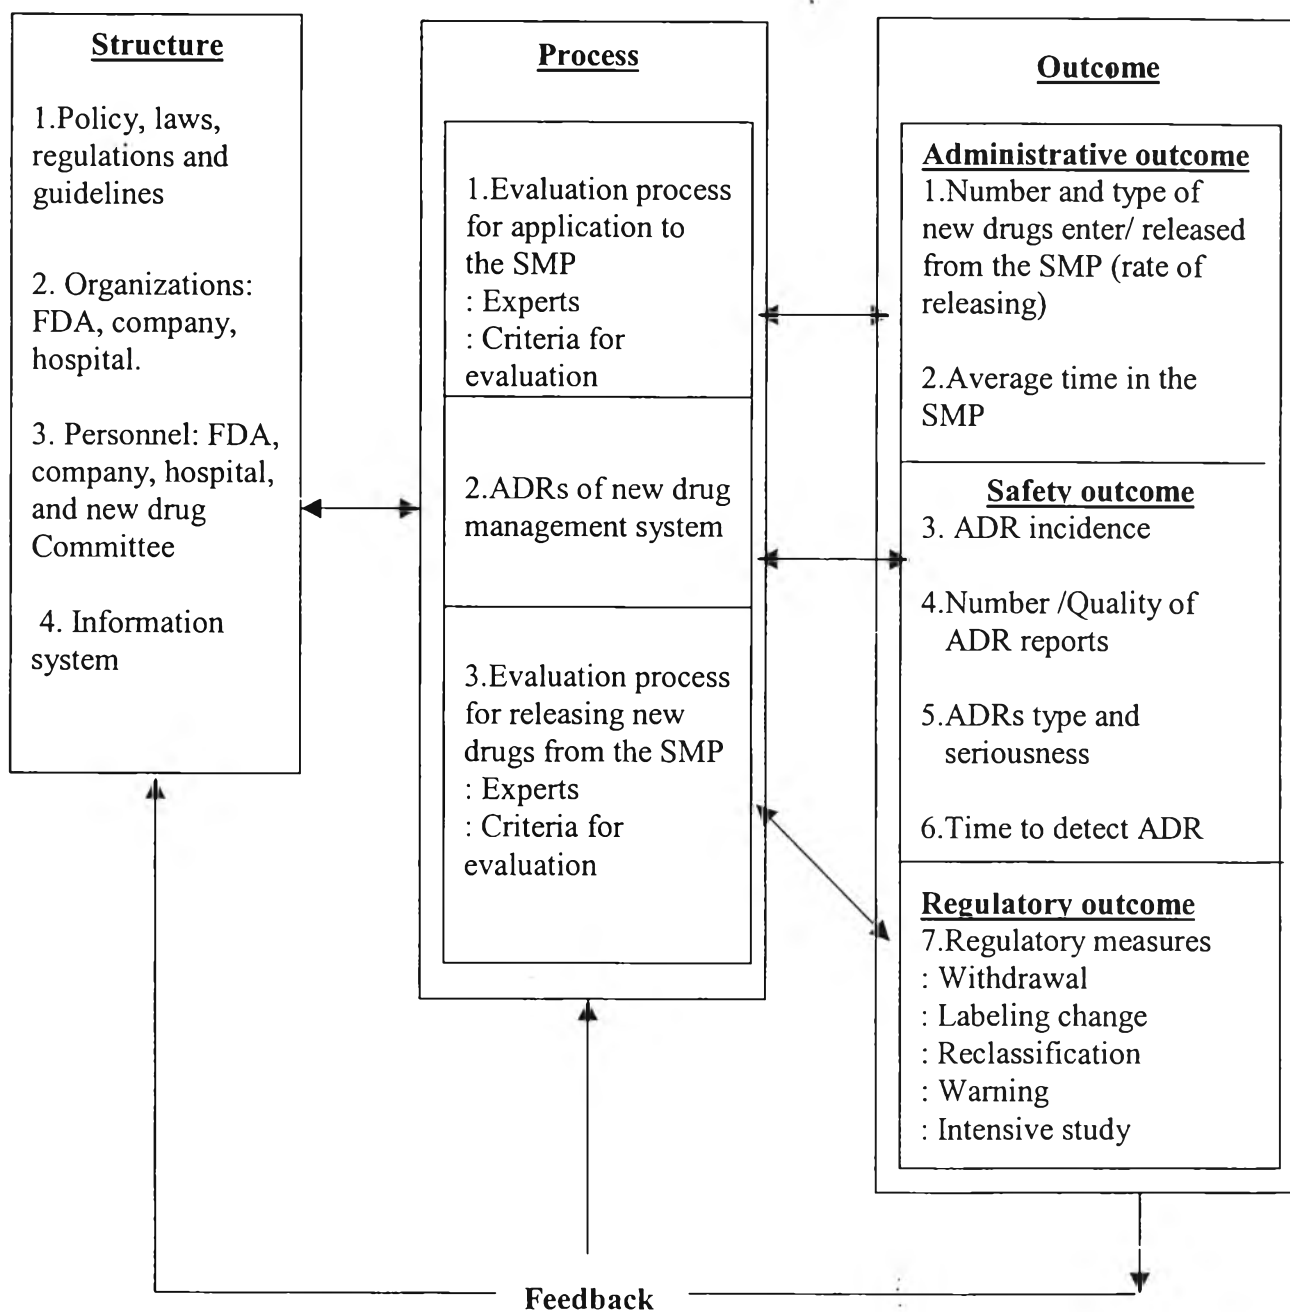 Structure
1.Policy, laws,
regulations and
guidelines
2. Organizations:
FDA, company,
hospital.
3. Personnel: FDA,
company, hospital,
and new drug
Committee
4. Information
system
Process
1.Evaluation process
for application to
the SMP
: Experts
: Criteria for
evaluation
2.ADRs of new drug
management system
3.Evaluation process
for releasing new
drugs from the SMP
: Experts
: Criteria for
evaluation
Outcome
Administrative outcome
1.Number and type of
new drugs enter/ released
from the SMP (rate of
releasing)
2.Average time in the
SMP
Safety outcome
3. ADR incidence
4.Number /Quality of
ADR reports
5.ADRs type and
seriousness
6.Time to detect ADR
Regulatory outcome
7.Regulatory measures
: Withdrawal
: Labeling change
: Reclassification
: Warning
: Intensive study
Feedback